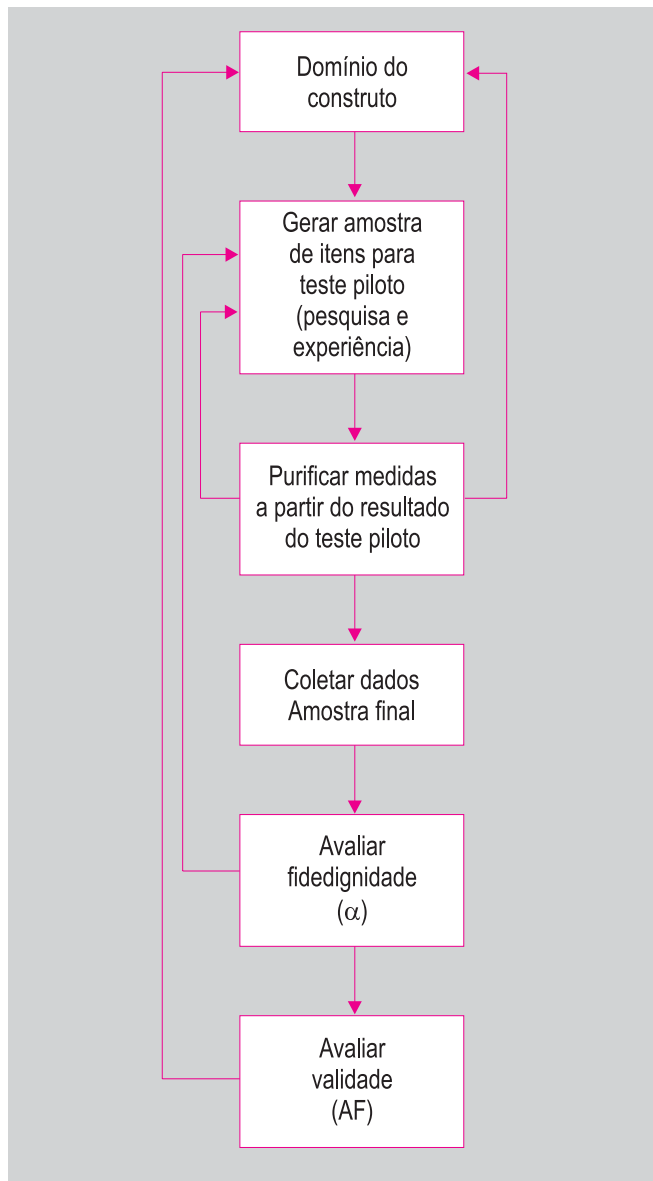 Domínio do
construto
Gerar amostra
de itens para
teste piloto
(pesquisa e
experiência)
Purificar medidas
a partir do resultado
do teste piloto
Coletar dados
Amostra final
Avaliar
fidedignidade
(α)
Avaliar
validade
(AF)